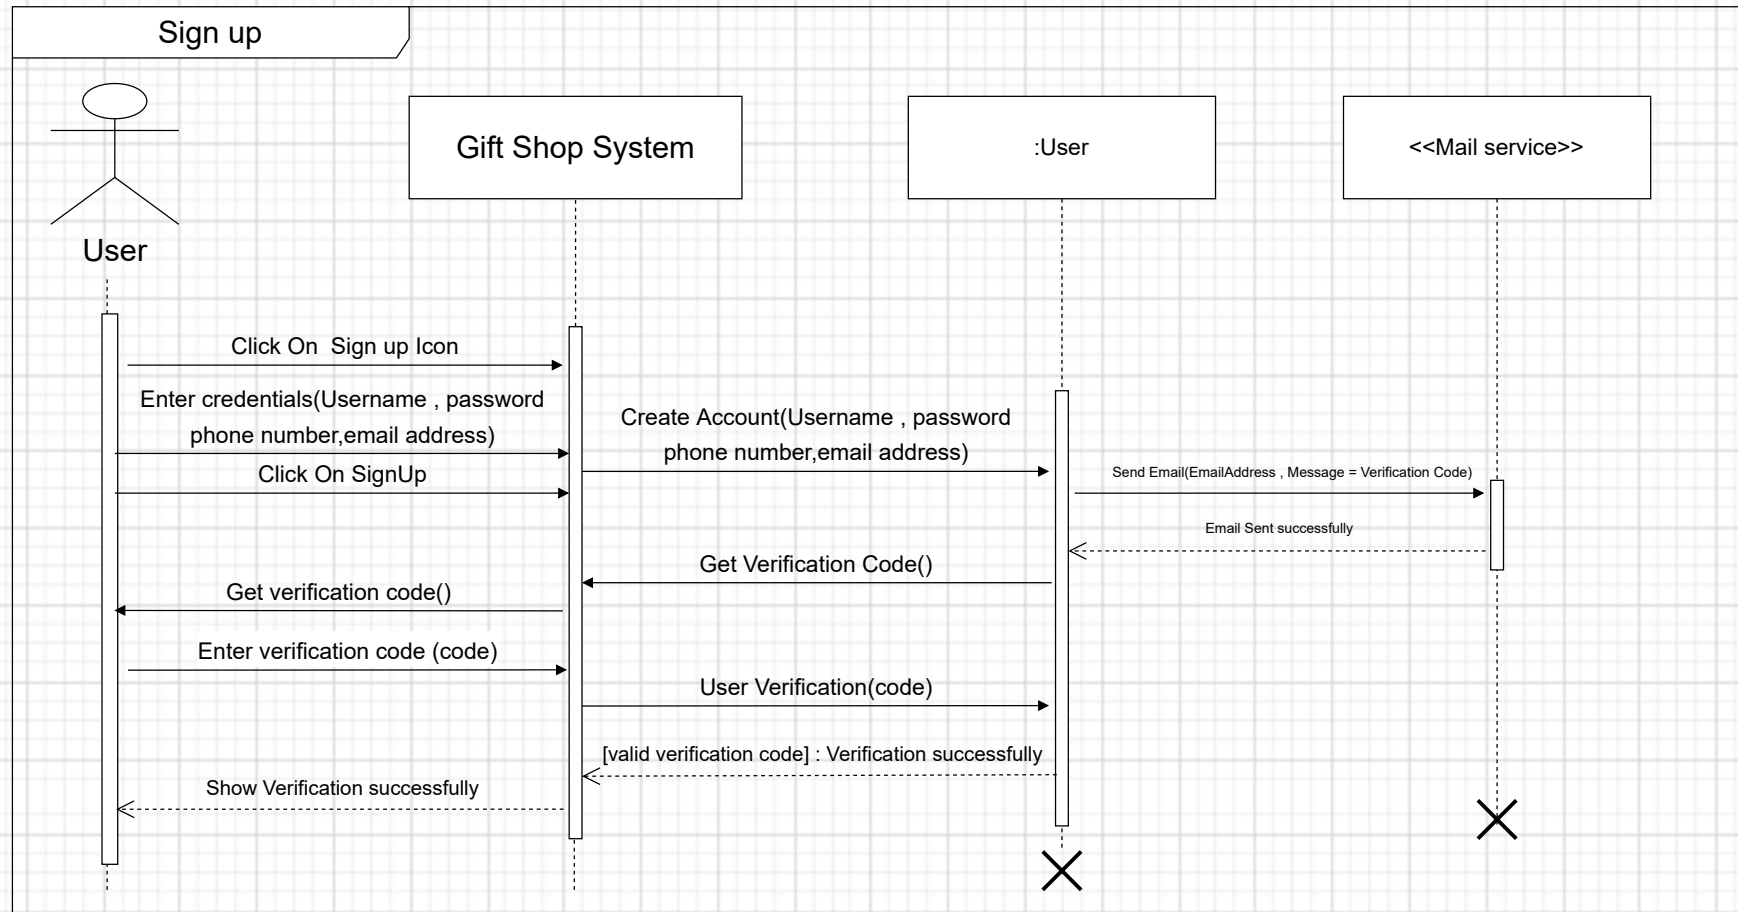 Sign up
User
Gift Shop System
:User
<<Mail service>>
Click On  Sign up Icon
Enter credentials(Username , password
phone number,email address)
Click On SignUp
Create Account(Username , password
phone number,email address)
Send Email(EmailAddress , Message = Verification Code)
Email Sent successfully
Get Verification Code()
Get verification code()
Enter verification code (code)
User Verification(code)
[valid verification code] : Verification successfully
Show Verification successfully